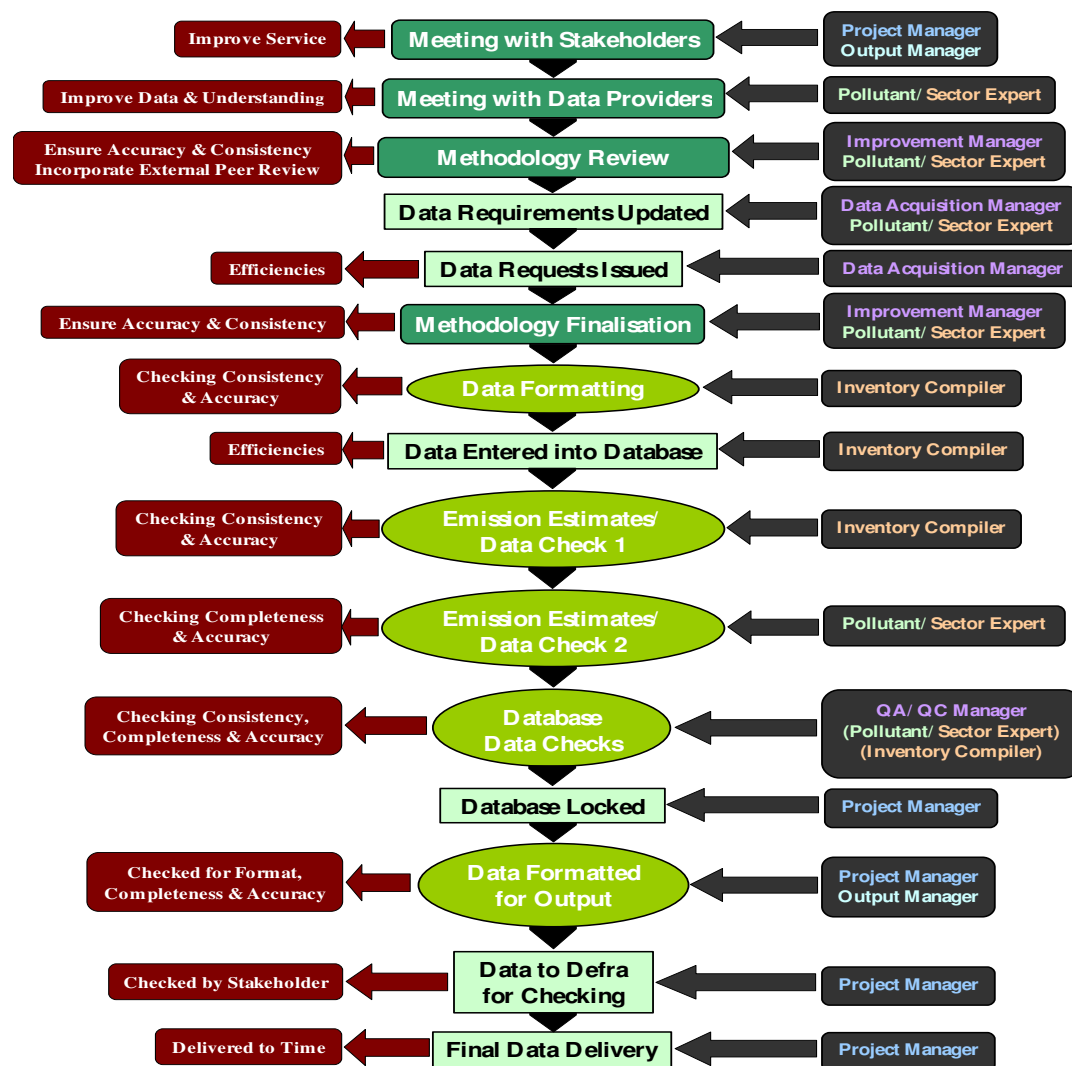 Improve Service
Meeting with Stakeholders
Project Manager
Output Manager
Improve Data & Understanding
Meeting with Data Providers
Pollutant/ Sector Expert
Ensure Accuracy & Consistency
Incorporate External Peer Review
Methodology Review
Improvement Manager
Pollutant/ Sector Expert
Data Requirements Updated
Data Acquisition Manager
Pollutant/ Sector Expert
Efficiencies
Data Requests Issued
Data Acquisition Manager
Ensure Accuracy & Consistency
Methodology Finalisation
Improvement Manager
Pollutant/ Sector Expert
Checking Consistency
& Accuracy
Data Formatting
Inventory Compiler
Efficiencies
Data Entered into Database
Inventory Compiler
Checking Consistency
& Accuracy
Emission Estimates/
Data Check 1
Inventory Compiler
Checking Completeness
& Accuracy
Emission Estimates/
Data Check 2
Pollutant/ Sector Expert
Checking Consistency,
Completeness & Accuracy
Database
Data Checks
QA/ QC Manager
(Pollutant/ Sector Expert)
(Inventory Compiler)
Database Locked
Project Manager
Checked for Format,
Completeness & Accuracy
Data Formatted
for Output
Project Manager
Output Manager
Checked by Stakeholder
Data to Defra
for Checking
Project Manager
Delivered to Time
Final Data Delivery
Project Manager